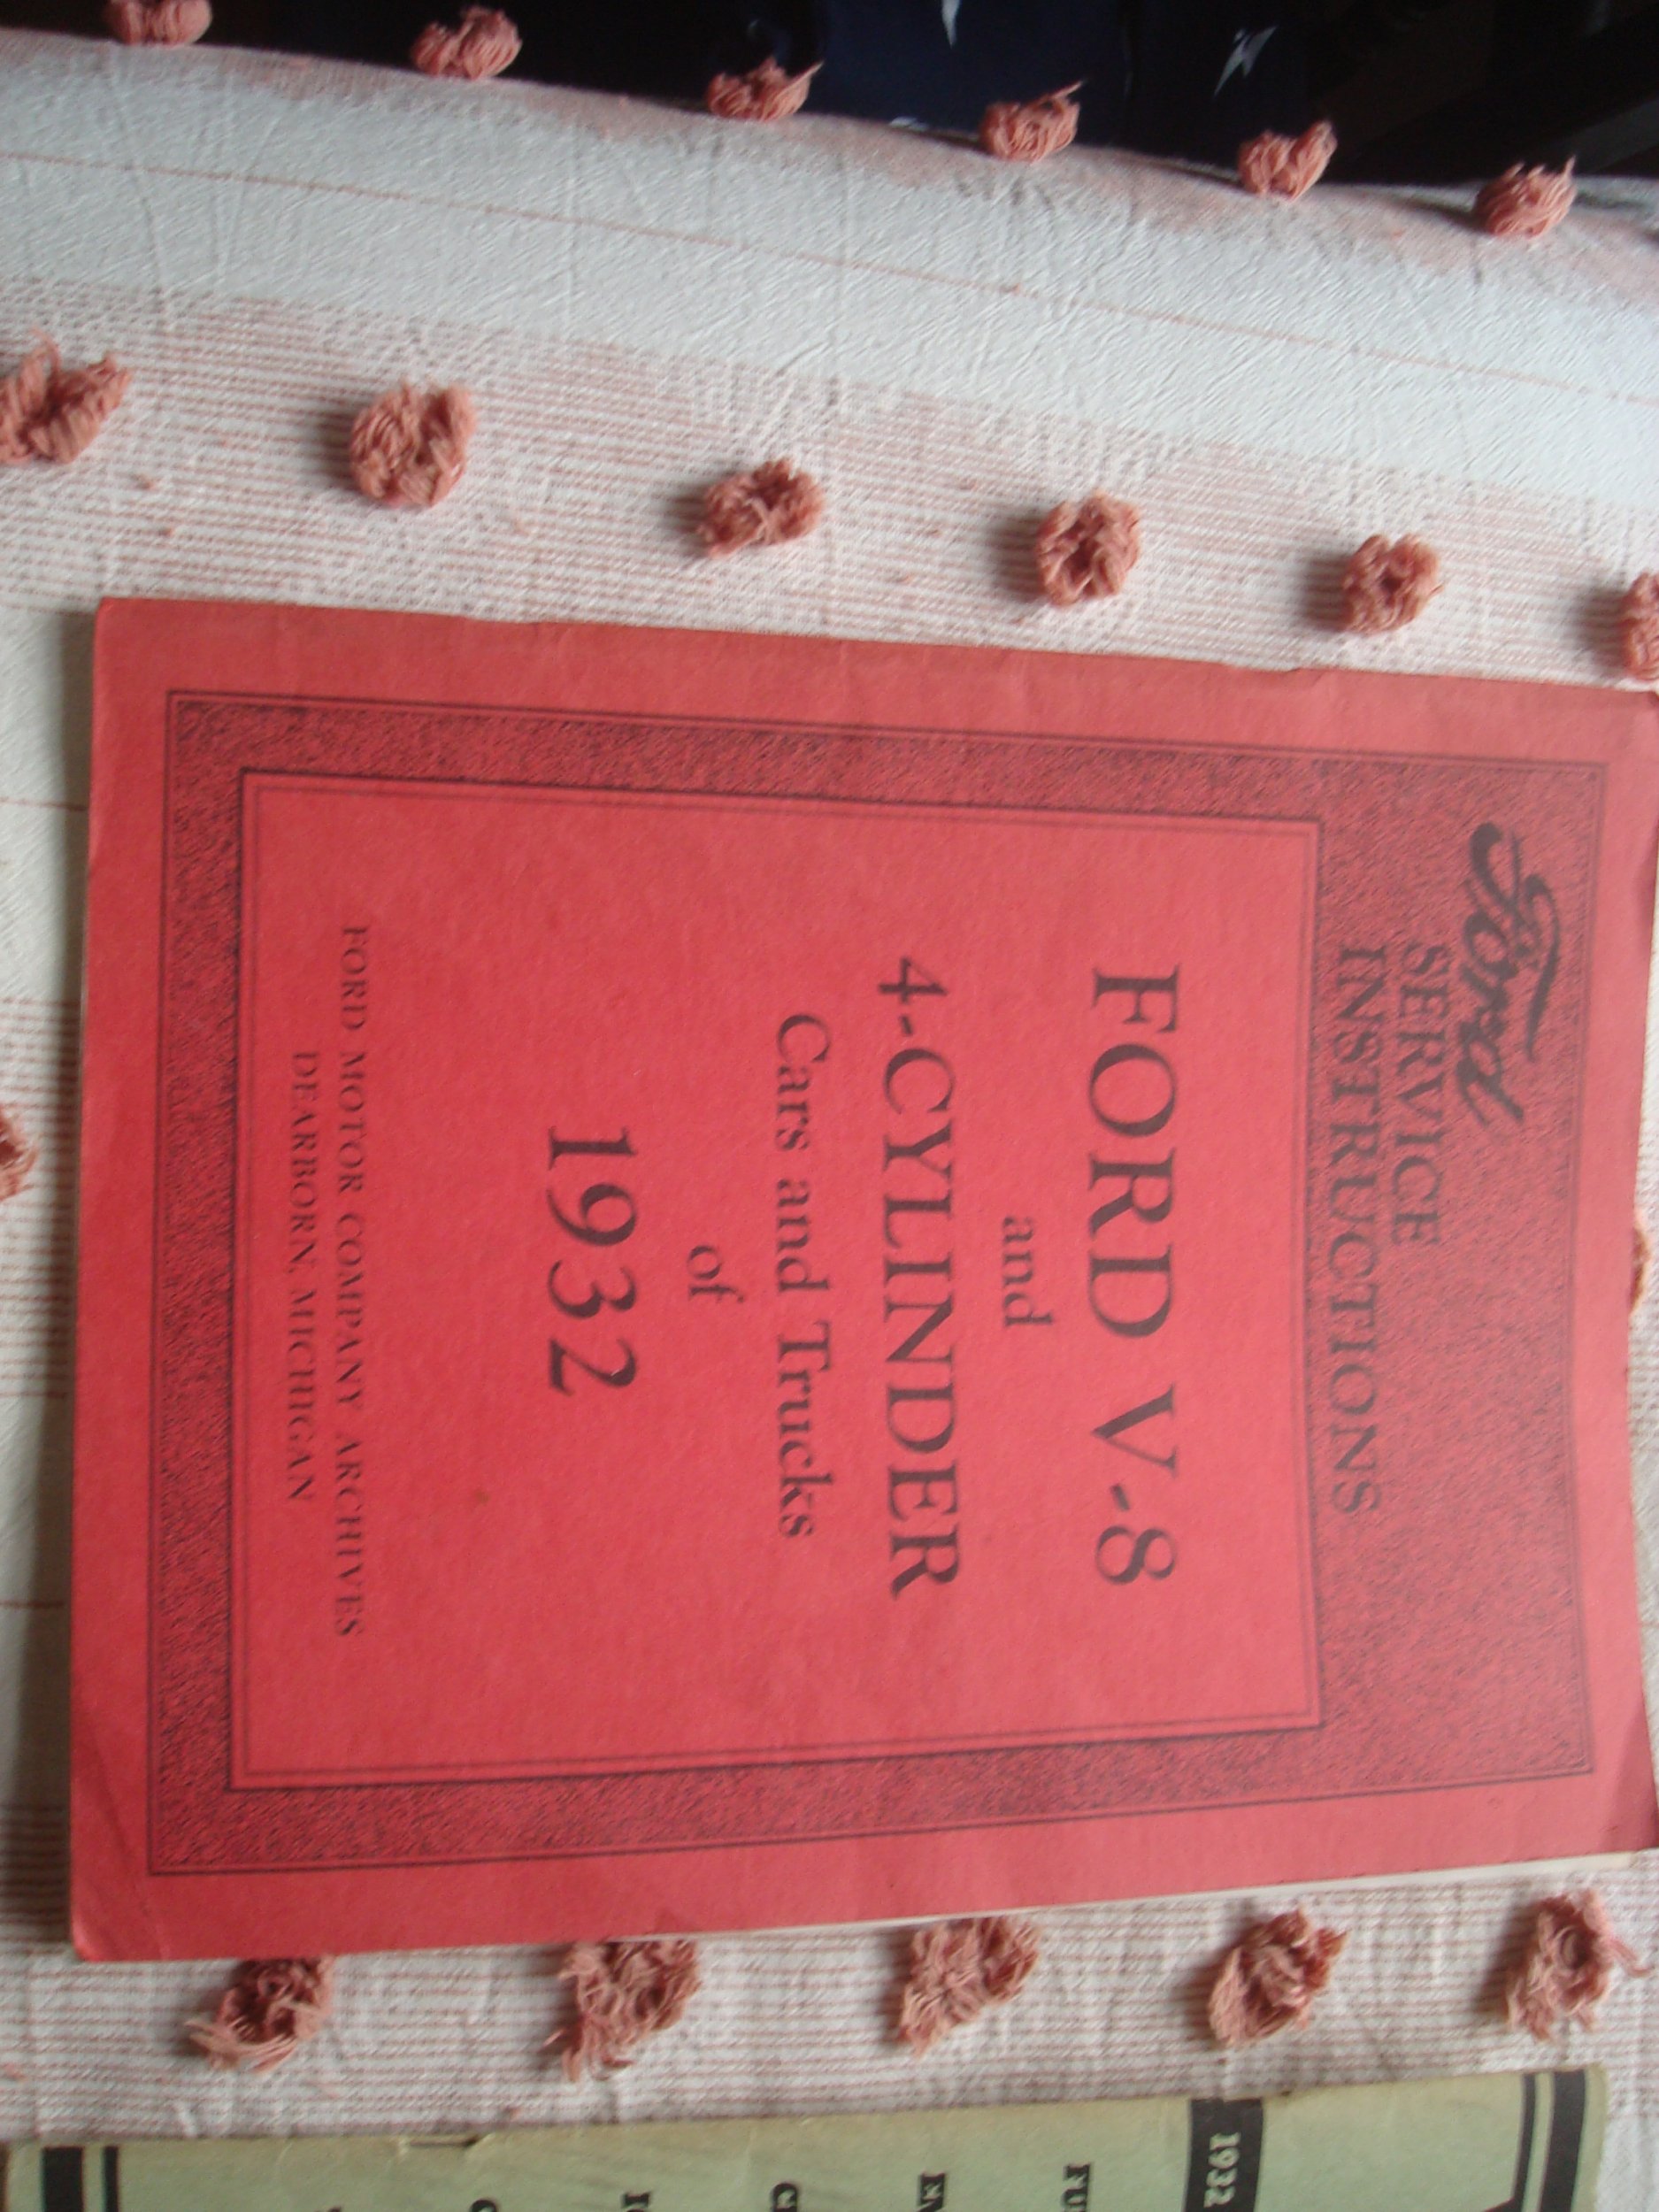 Ford
SERVICE
INSTRUCTIONS
FORD V-8
and
4-CYLINDER
Cars and Trucks
of
1932
FORD MOTOR COMPANY ARCHIVES
DEARBORN, MICHIGAN
1932